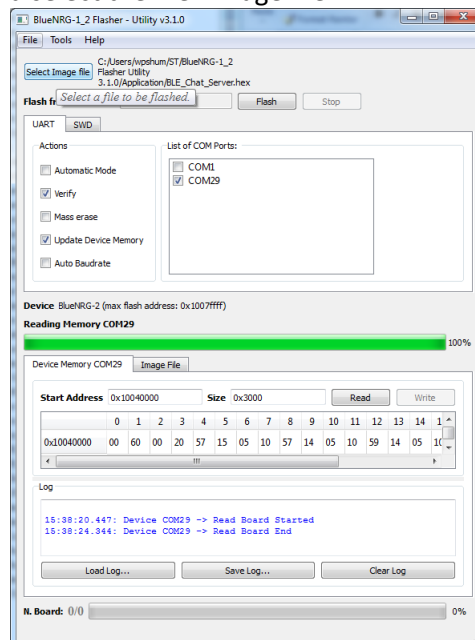 BlueNRG-1_2 Flasher - Utility v3.1.0
File Tools Help
Select Image file
C:/Users/wpshum/ST/BlueNRG-1_2
Flasher Utility
3.1.0/Application/BLE_Chat_Server.hex
Select a file to be flashed.
Flash Stop
UART SWD
Actions List of COM Ports:
Automatic Mode COM1
COM29
Verify
Mass erase
Update Device Memory
Auto Baudrate
Device BlueNRG-2 (max flash address: 0x1007ffff)
Reading Memory COM29
100%
Device Memory COM29 Image File
Start Address 0x10040000 Size 0x3000 Read Write
0 1 2 3 4 5 6 7 8 9 10 11 12 13 14
0x10040000 00 60 00 20 57 15 05 10 57 14 05 10 59 14 05
Log
15:38:20.447: Device COM29 -> Read Board Started
15:38:24.344: Device COM29 -> Read Board End
Load Log... Save Log... Clear Log
N. Board: 0/0 0%